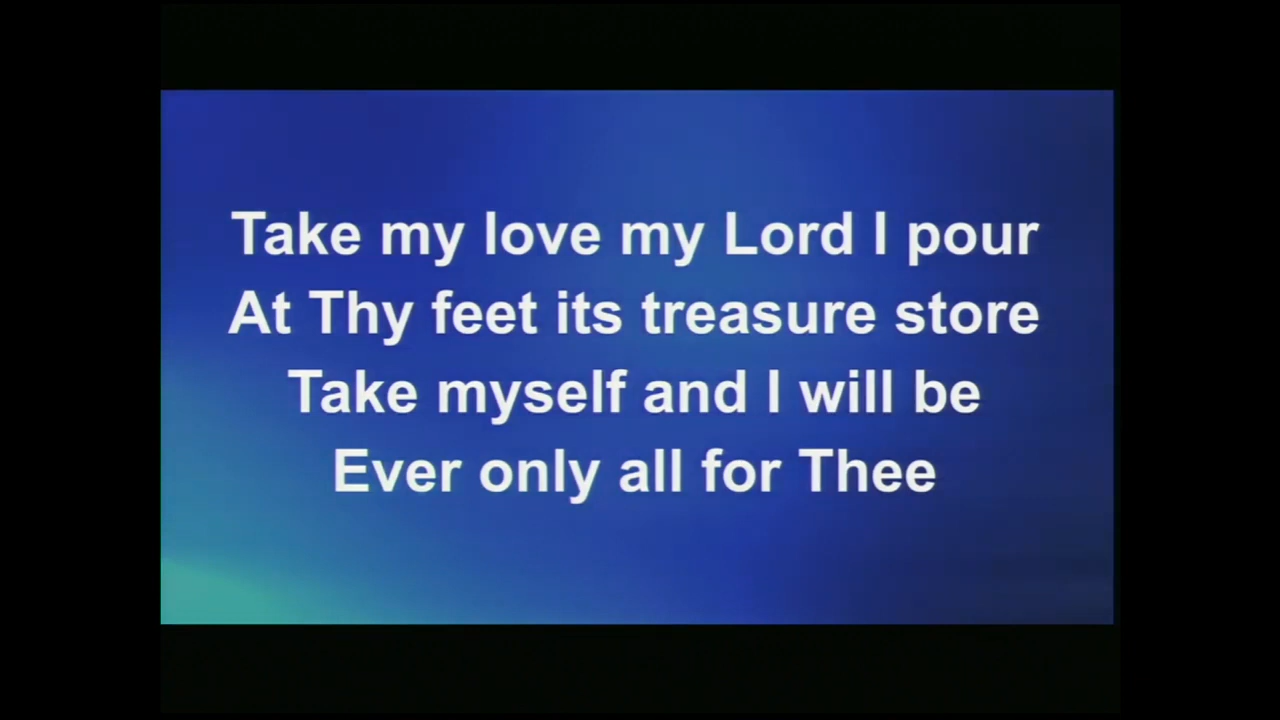 Take my love my Lord I pour
At Thy feet its treasure store
Take myself and I will be
Ever only all for Thee